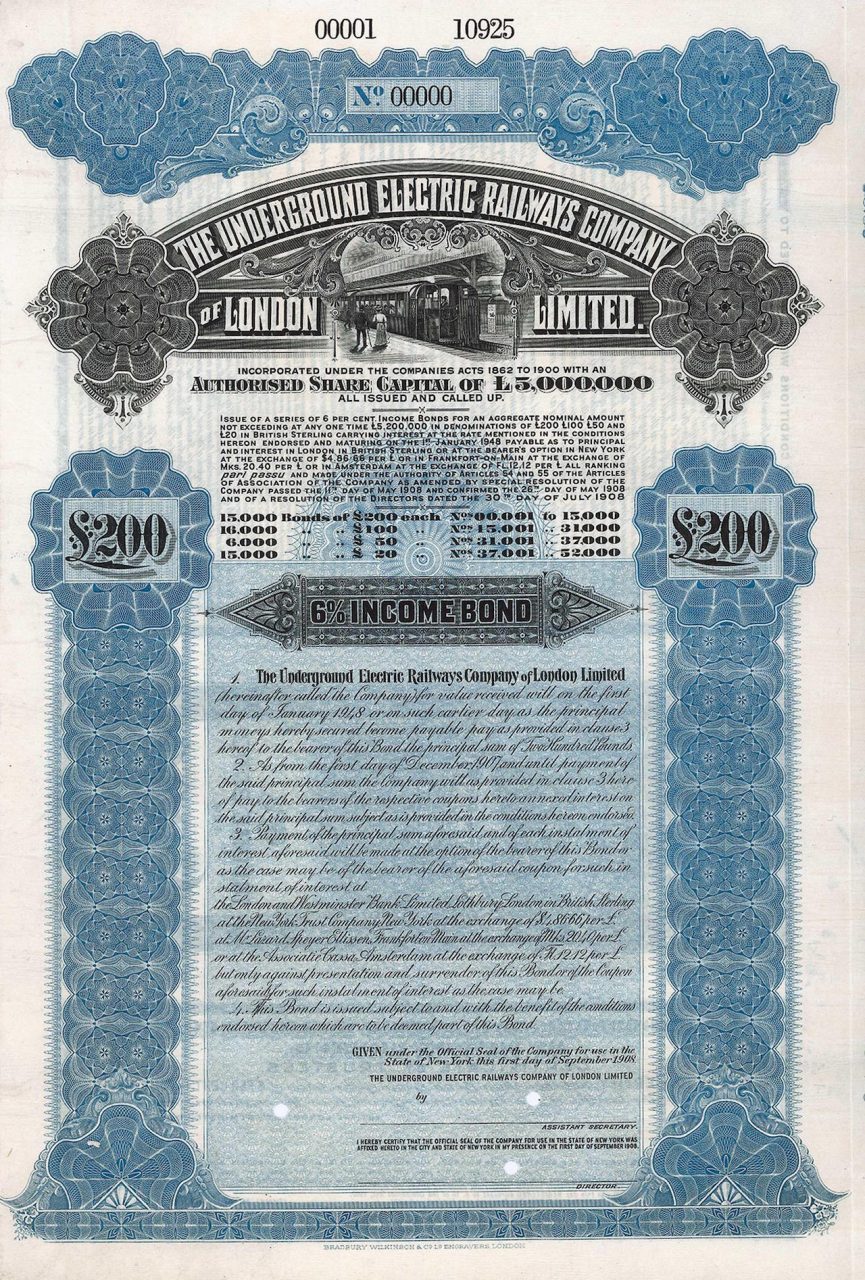 00001 10925
Nº 00000
THE UNDERGROUND ELECTRIC RAILWAYS COMPANY
OF LONDON LIMITED.
INCORPORATED UNDER THE COMPANIES ACTS 1862 TO 1900 WITH AN
AUTHORISED SHARE CAPITAL OF £5,000,000
ALL ISSUED AND CALLED UP.
ISSUE OF A SERIES OF 6 PER CENT. INCOME BONDS FOR AN AGGREGATE NOMINAL AMOUNT
NOT EXCEEDING AT ANY ONE TIME £5,200,000 IN DENOMINATIONS OF £200 £100 £50 AND
£20 IN BRITISH STERLING CARRYING INTEREST AT THE RATE MENTIONED IN THE CONDITIONS
HEREON ENDORSED AND MATURING ON THE 1ST JANUARY 1948 PAYABLE AS TO PRINCIPAL
AND INTEREST IN LONDON IN BRITISH STERLING OR AT THE BEARER'S OPTION IN NEW YORK
AT THE EXCHANGE OF $4.86.66 PER £ OR IN FRANKFORT-ON-MAIN AT THE EXCHANGE OF
MKS. 20.40 PER £ OR IN AMSTERDAM AT THE EXCHANGE OF FL.12.12 PER £ ALL RANKING
pari passu AND MADE UNDER THE AUTHORITY OF ARTICLES 54 AND 55 OF THE ARTICLES
OF ASSOCIATION OF THE COMPANY AS AMENDED BY SPECIAL RESOLUTION OF THE
COMPANY PASSED THE 11TH DAY OF MAY 1908 AND CONFIRMED THE 26TH DAY OF MAY 1908
AND OF A RESOLUTION OF THE DIRECTORS DATED THE 30TH DAY OF JULY 1908
15,000 Bonds of £200 each Nos 00,001 to 15,000
16,000 " " £100 " Nos 15,001 " 31,000
6,000 " " £50 " Nos 31,001 " 37,000
15,000 " " £20 " Nos 37,001 " 52,000
£200 £200
6% INCOME BOND
1. The Underground Electric Railways Company of London Limited
(hereinafter called the Company) for value received will on the first
day of January 1948 or on such earlier day as the principal
moneys hereby secured become payable pay as provided in clause 3
hereof to the bearer of this Bond the principal sum of Two Hundred Pounds
2. As from the first day of December 1907 and until payment of
the said principal sum the Company will as provided in clause 3 here
of pay to the bearers of the respective coupons hereto annexed interest on
the said principal sum subject as is provided in the conditions hereon endorsed.
3. Payment of the principal sum aforesaid and of each instalment of
interest aforesaid will be made at the option of the bearer of this Bond or
as the case may be of the bearer of the aforesaid coupon for such in
stalment of interest at
the London and Westminster Bank Limited Lothbury London in British Sterling
at the New York Trust Company New York at the exchange of $4.8666 per £
at M. Lazard Speyer Ellissen Frankfort on Main at the exchange of Mks 20.40 per £
or at the Associatie Cassa Amsterdam at the exchange of Fl. 12.12 per £
but only against presentation and surrender of this Bond or of the Coupon
aforesaid for such instalment of interest as the case may be.
4. This Bond is issued subject to and with the benefit of the conditions
endorsed hereon which are to be deemed part of this Bond
GIVEN under the Official Seal of the Company for use in the
State of New York this first day of September 1908
THE UNDERGROUND ELECTRIC RAILWAYS COMPANY OF LONDON LIMITED
by
ASSISTANT SECRETARY.
I HEREBY CERTIFY THAT THE OFFICIAL SEAL OF THE COMPANY FOR USE IN THE STATE OF NEW YORK WAS
AFFIXED HERETO IN THE CITY AND STATE OF NEW YORK IN MY PRESENCE ON THE FIRST DAY OF SEPTEMBER 1908.
DIRECTOR.
BRADBURY WILKINSON & Co Ld ENGRAVERS, LONDON